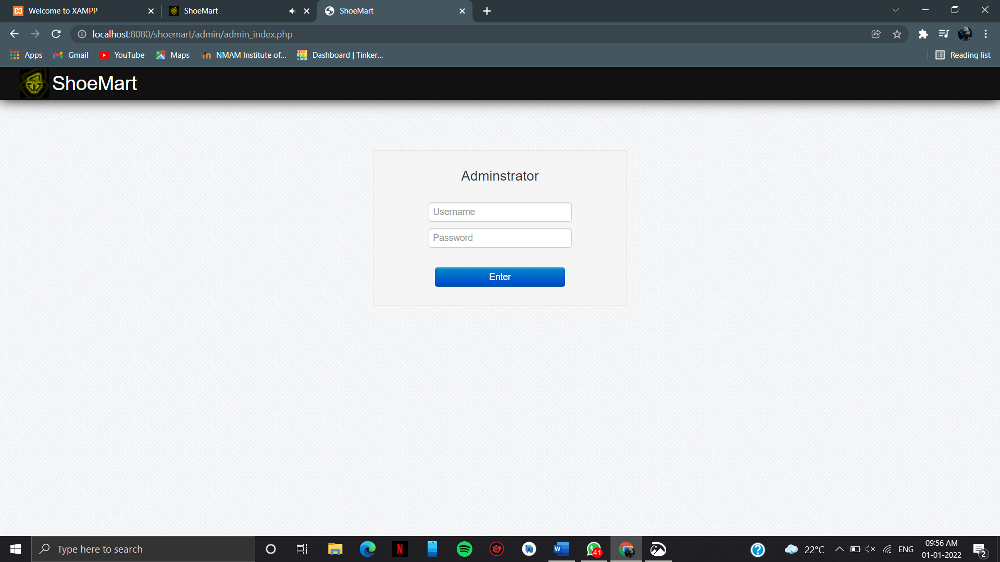 Welcome to XAMPP
ShoeMart
ShoeMart
localhost:8080/shoemart/admin/admin_index.php
Apps
Gmail
YouTube
Maps
NMAM Institute of...
Dashboard | Tinker...
Reading list
ShoeMart
Adminstrator
Username
Password
Enter
Type here to search
41
22°C
ENG
09:56 AM
01-01-2022
2